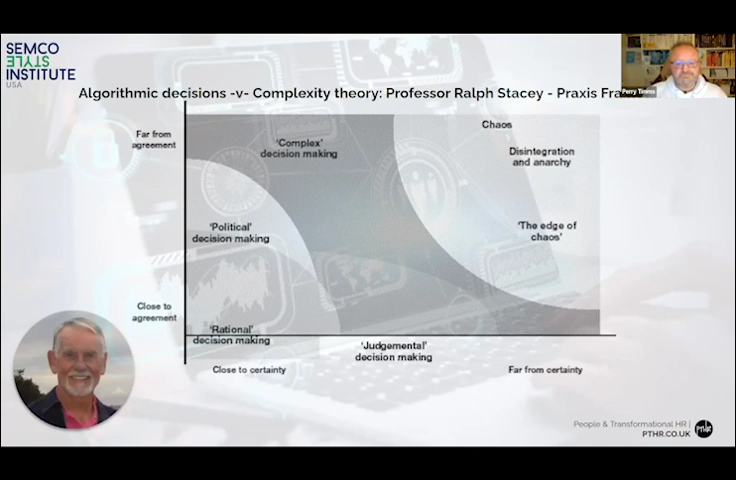 SEMCO
STYLE
INSTITUTE
USA
Algorithmic decisions -v- Complexity theory: Professor Ralph Stacey - Praxis
Perry Timms
Far from
agreement
'Complex'
decision making
Chaos
Disintegration
and anarchy
'Political'
decision making
'The edge of
chaos'
Close to
agreement
'Rational'
decision making
'Judgemental'
decision making
Close to certainty
Far from certainty
People & Transformational HR |
PTHR.CO.UK